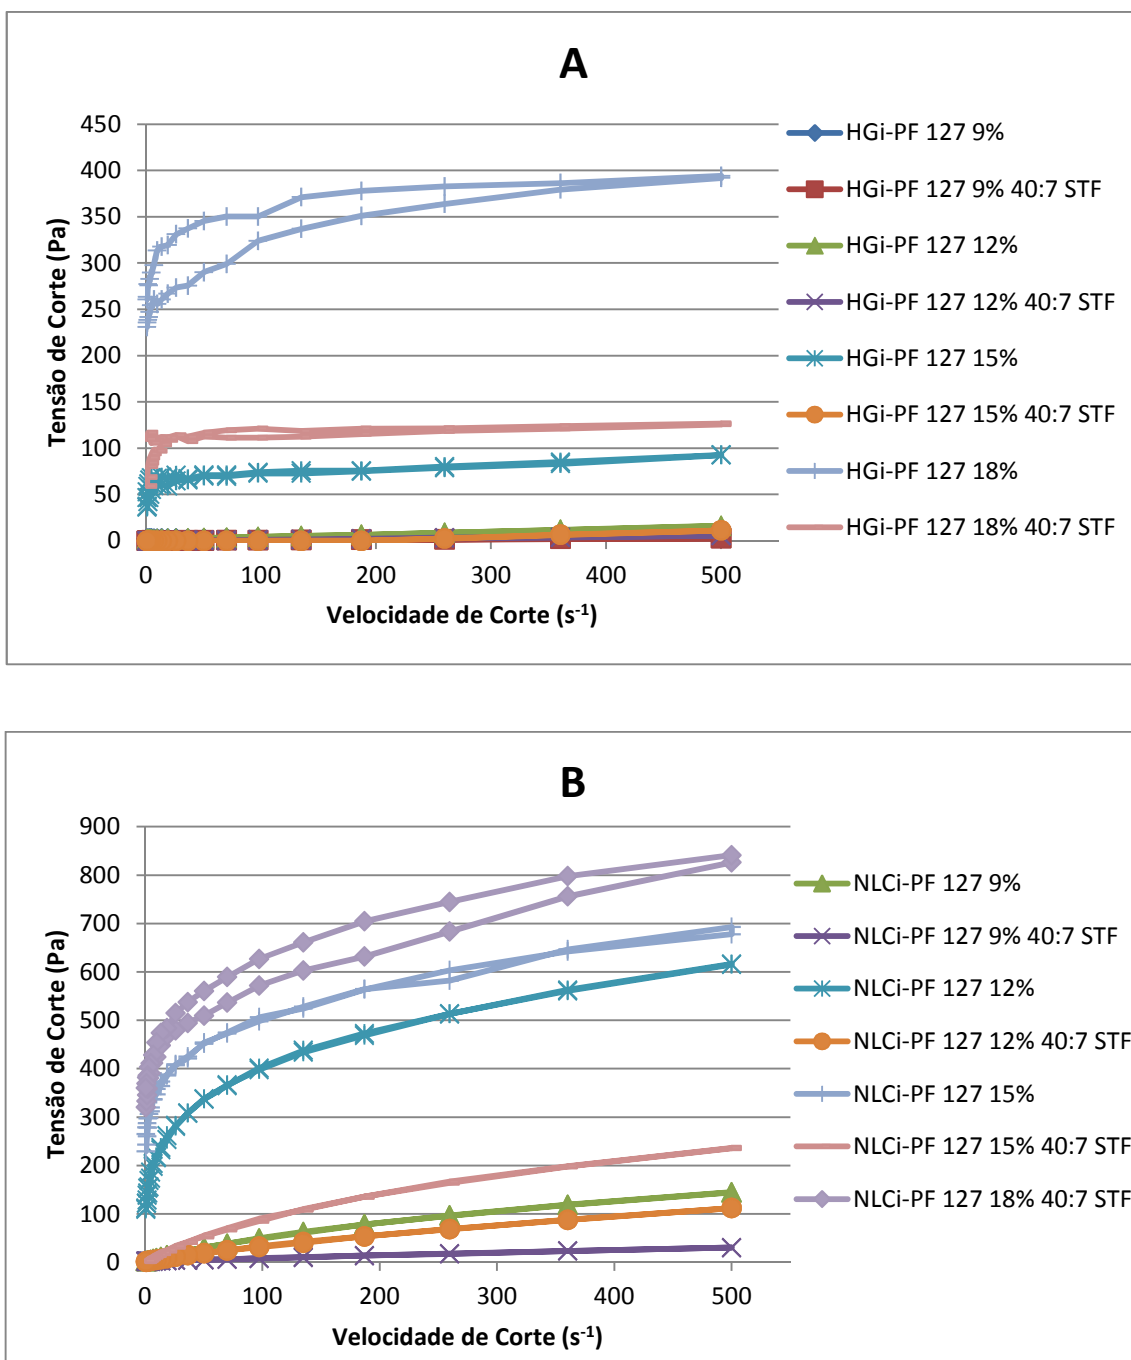 A
450
400
350
300
250
200
150
100
50
0
Tensão de Corte (Pa)
0 100 200 300 400 500
Velocidade de Corte (s⁻¹)
HGi-PF 127 9%
HGi-PF 127 9% 40:7 STF
HGi-PF 127 12%
HGi-PF 127 12% 40:7 STF
HGi-PF 127 15%
HGi-PF 127 15% 40:7 STF
HGi-PF 127 18%
HGi-PF 127 18% 40:7 STF
B
900
800
700
600
500
400
300
200
100
0
Tensão de Corte (Pa)
0 100 200 300 400 500
Velocidade de Corte (s⁻¹)
NLCi-PF 127 9%
NLCi-PF 127 9% 40:7 STF
NLCi-PF 127 12%
NLCi-PF 127 12% 40:7 STF
NLCi-PF 127 15%
NLCi-PF 127 15% 40:7 STF
NLCi-PF 127 18% 40:7 STF